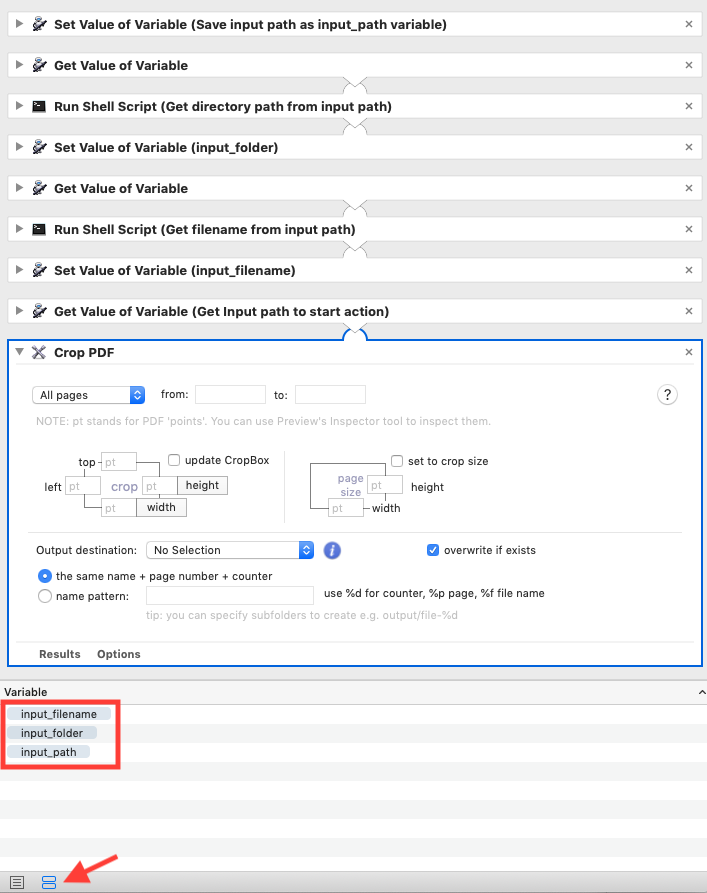 Set Value of Variable (Save input path as input_path variable)
Get Value of Variable
Run Shell Script (Get directory path from input path)
Set Value of Variable (input_folder)
Get Value of Variable
Run Shell Script (Get filename from input path)
Set Value of Variable (input_filename)
Get Value of Variable (Get Input path to start action)
Crop PDF
All pages from: to: ?
NOTE: pt stands for PDF 'points'. You can use Preview's Inspector tool to inspect them.
top pt update CropBox set to crop size
left pt crop pt height page size pt height
pt width pt width
Output destination: No Selection i overwrite if exists
the same name + page number + counter
name pattern: use %d for counter, %p page, %f file name
tip: you can specify subfolders to create e.g. output/file-%d
Results Options
Variable
input_filename
input_folder
input_path